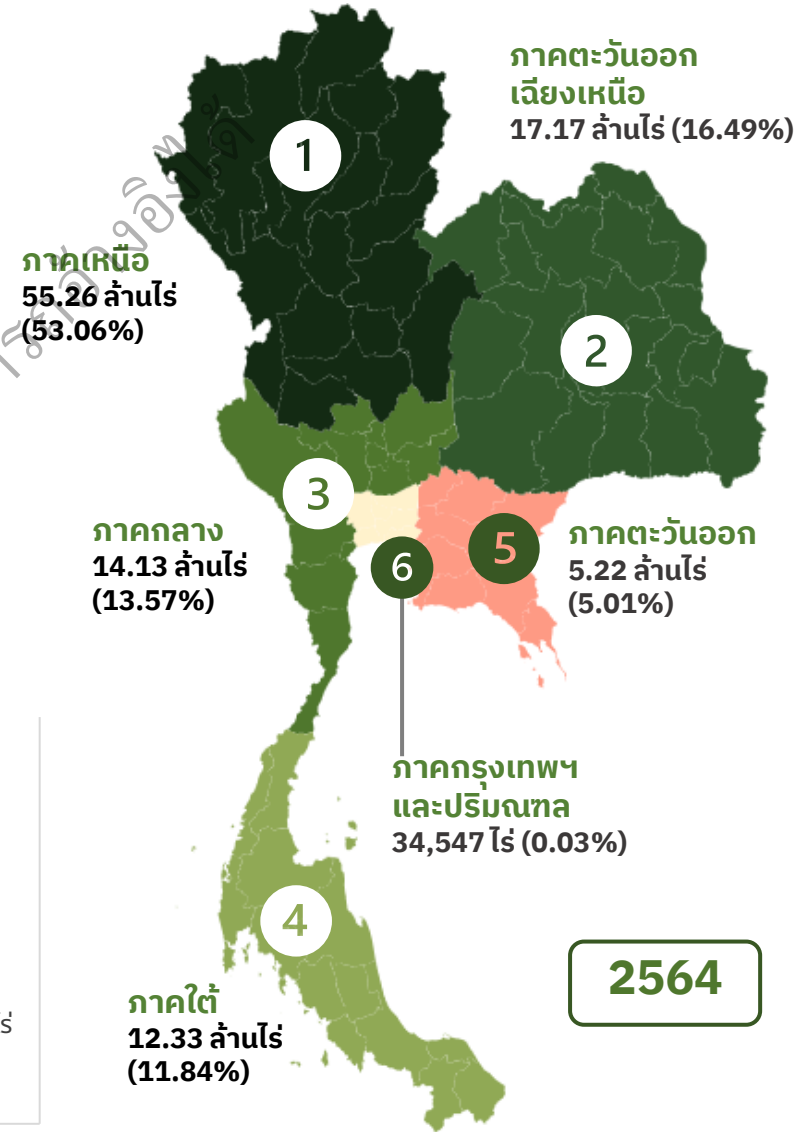 ภาคตะวันออก
เฉียงเหนือ
17.17 ล้านไร่ (16.49%)
1
ภาคเหนือ
55.26 ล้านไร่
(53.06%)
2
3
ภาคกลาง
14.13 ล้านไร่
(13.57%)
5
ภาคตะวันออก
5.22 ล้านไร่
(5.01%)
6
ภาคกรุงเทพฯ
และปริมณฑล
34,547 ไร่ (0.03%)
4
2564
ภาคใต้
12.33 ล้านไร่
(11.84%)